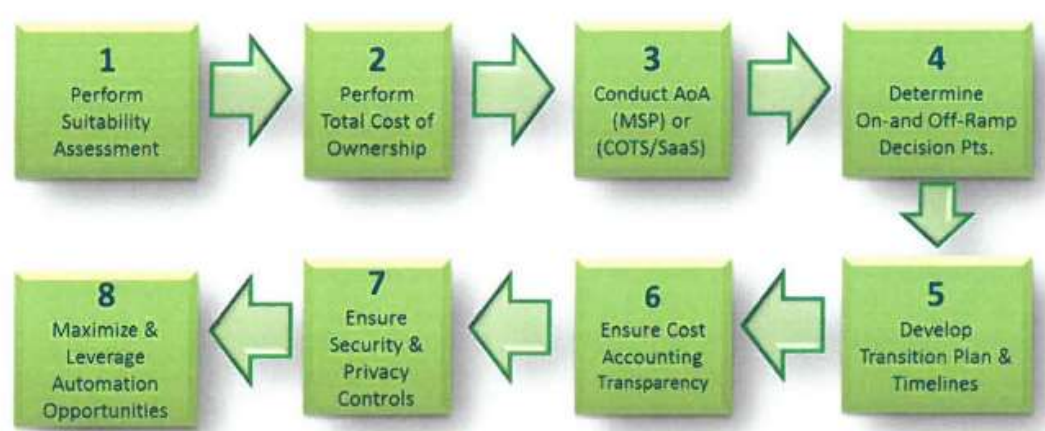 1
Perform
Suitability
Assessment
2
Perform
Total Cost of
Ownership
3
Conduct AoA
(MSP) or
(COTS/SaaS)
4
Determine
On-and Off-Ramp
Decision Pts.
5
Develop
Transition Plan &
Timelines
6
Ensure Cost
Accounting
Transparency
7
Ensure
Security &
Privacy
Controls
8
Maximize &
Leverage
Automation
Opportunities